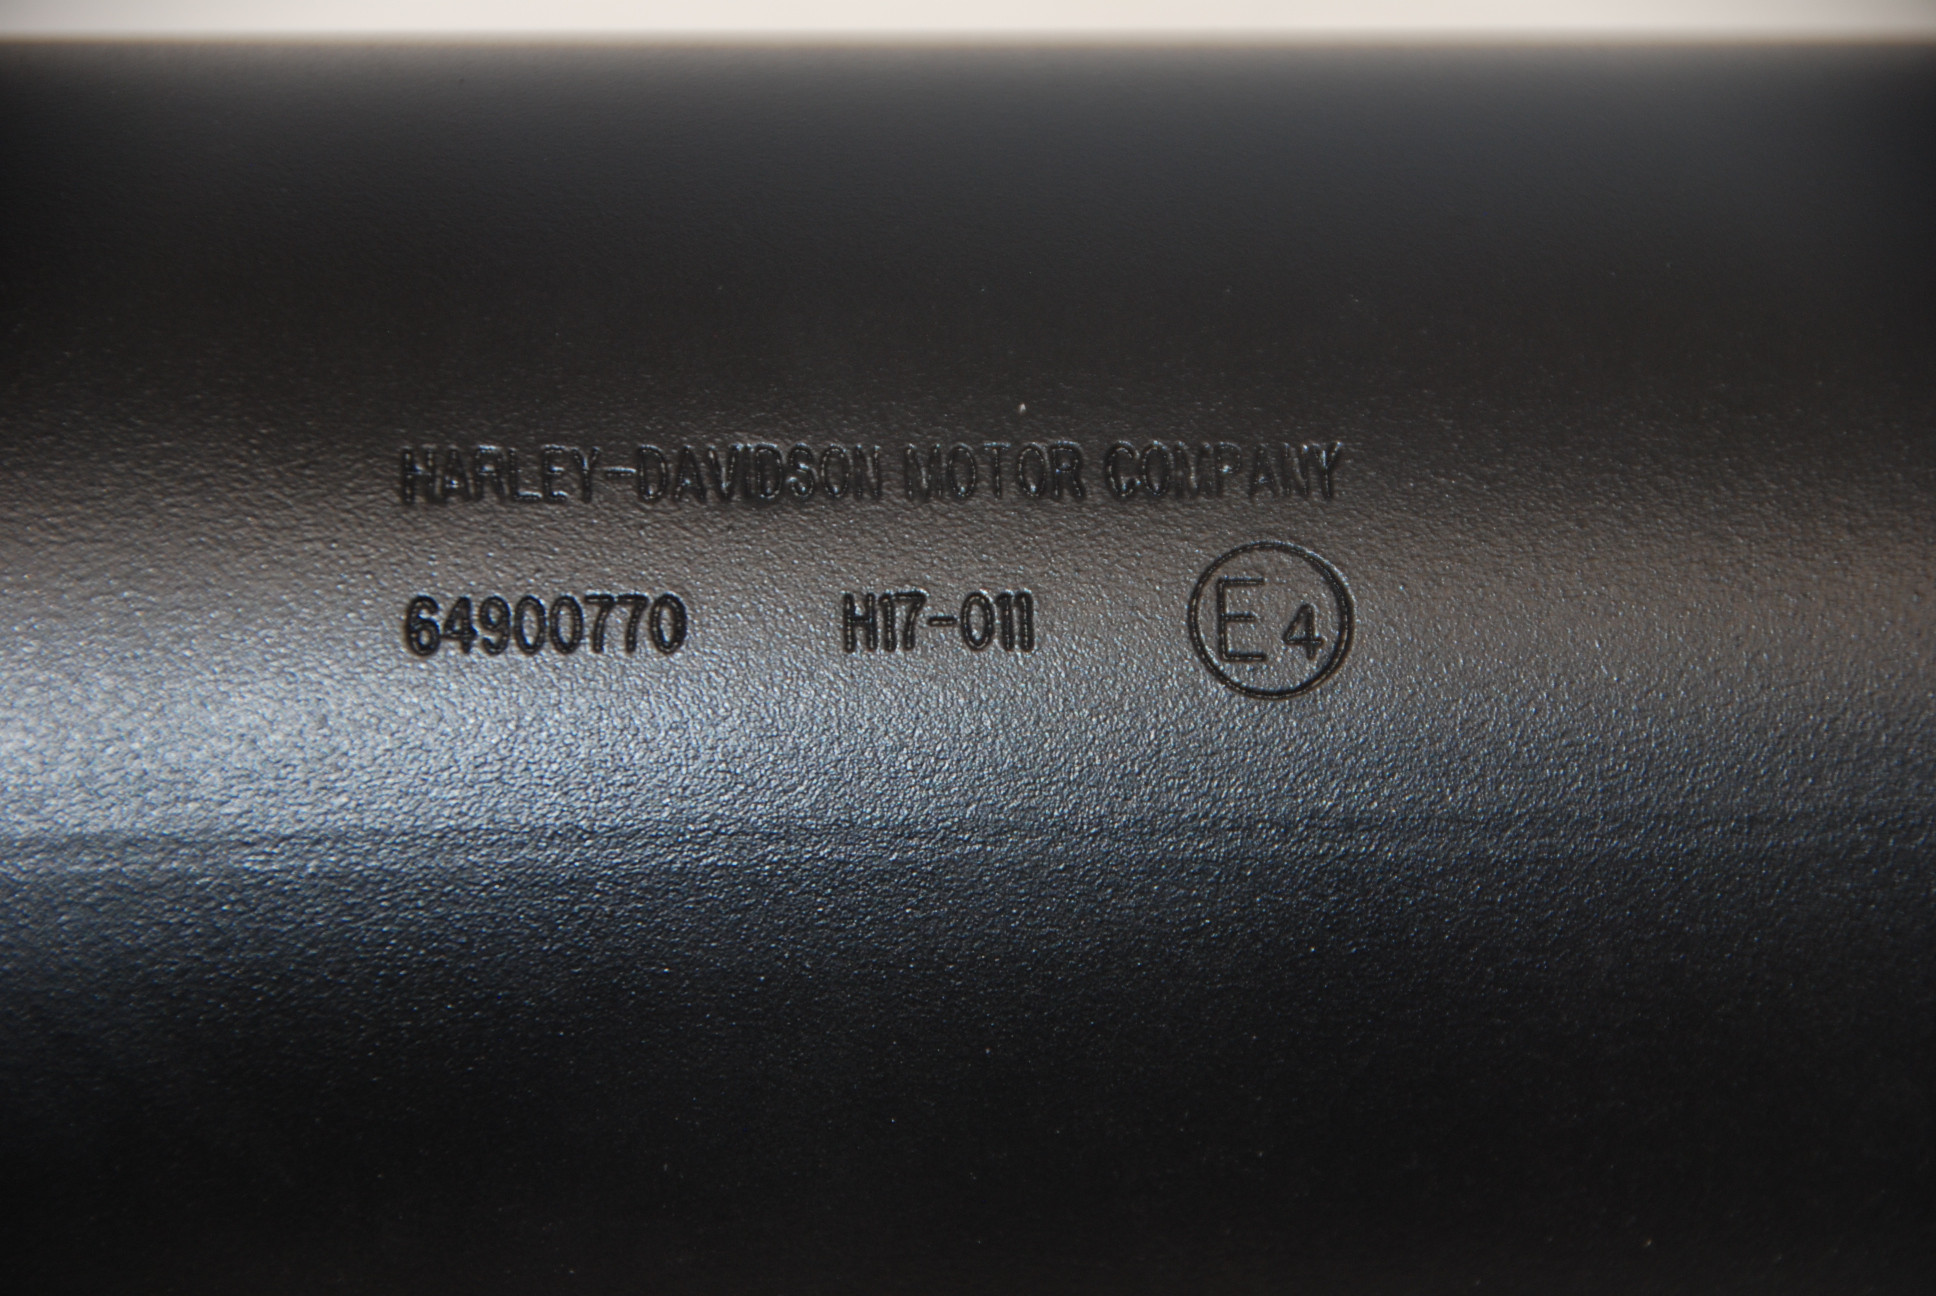 HARLEY-DAVIDSON MOTOR COMPANY
64900770 H17-011 E4